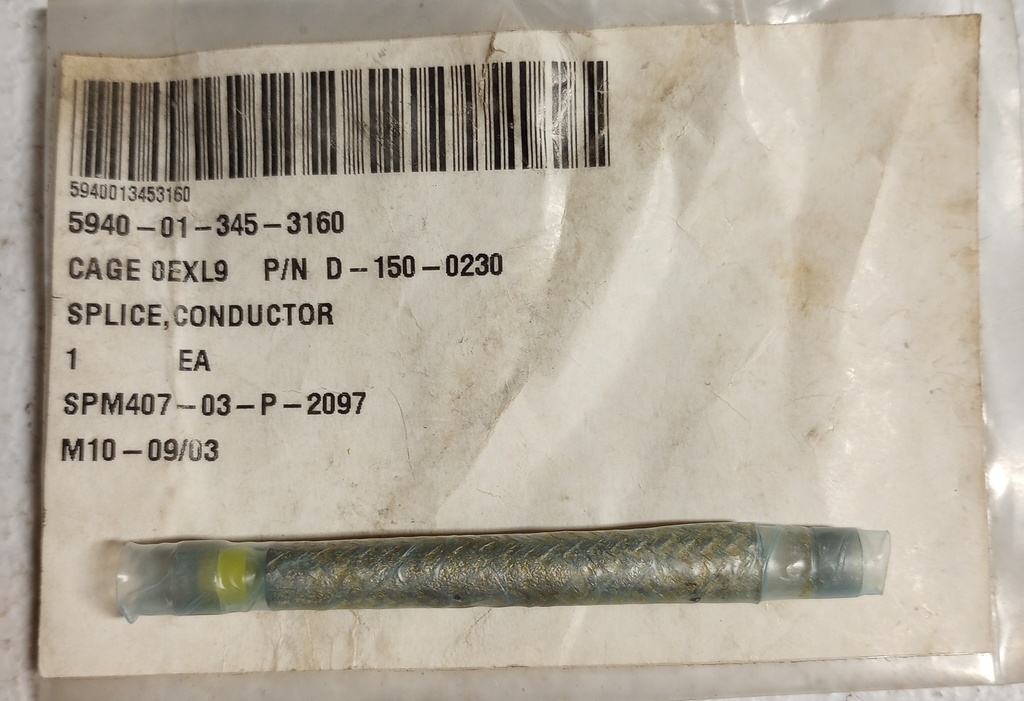 5940013453160
5940-01-345-3160
CAGE 0EXL9 P/N D-150-0230
SPLICE,CONDUCTOR
1 EA
SPM407-03-P-2097
M10-09/03